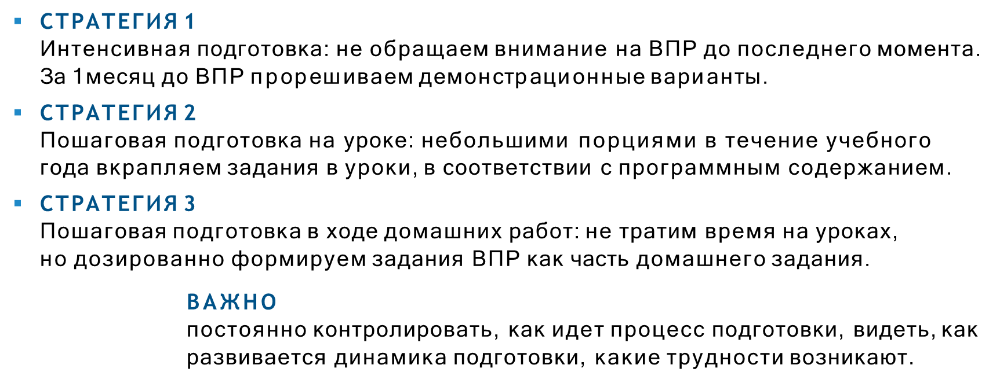 ▪ СТРАТЕГИЯ 1
Интенсивная подготовка: не обращаем внимание на ВПР до последнего момента.
За 1месяц до ВПР прорешиваем демонстрационные варианты.
▪ СТРАТЕГИЯ 2
Пошаговая подготовка на уроке: небольшими порциями в течение учебного
года вкрапляем задания в уроки, в соответствии с программным содержанием.
▪ СТРАТЕГИЯ 3
Пошаговая подготовка в ходе домашних работ: не тратим время на уроках,
но дозированно формируем задания ВПР как часть домашнего задания.
ВАЖНО
постоянно контролировать, как идет процесс подготовки, видеть, как
развивается динамика подготовки, какие трудности возникают.